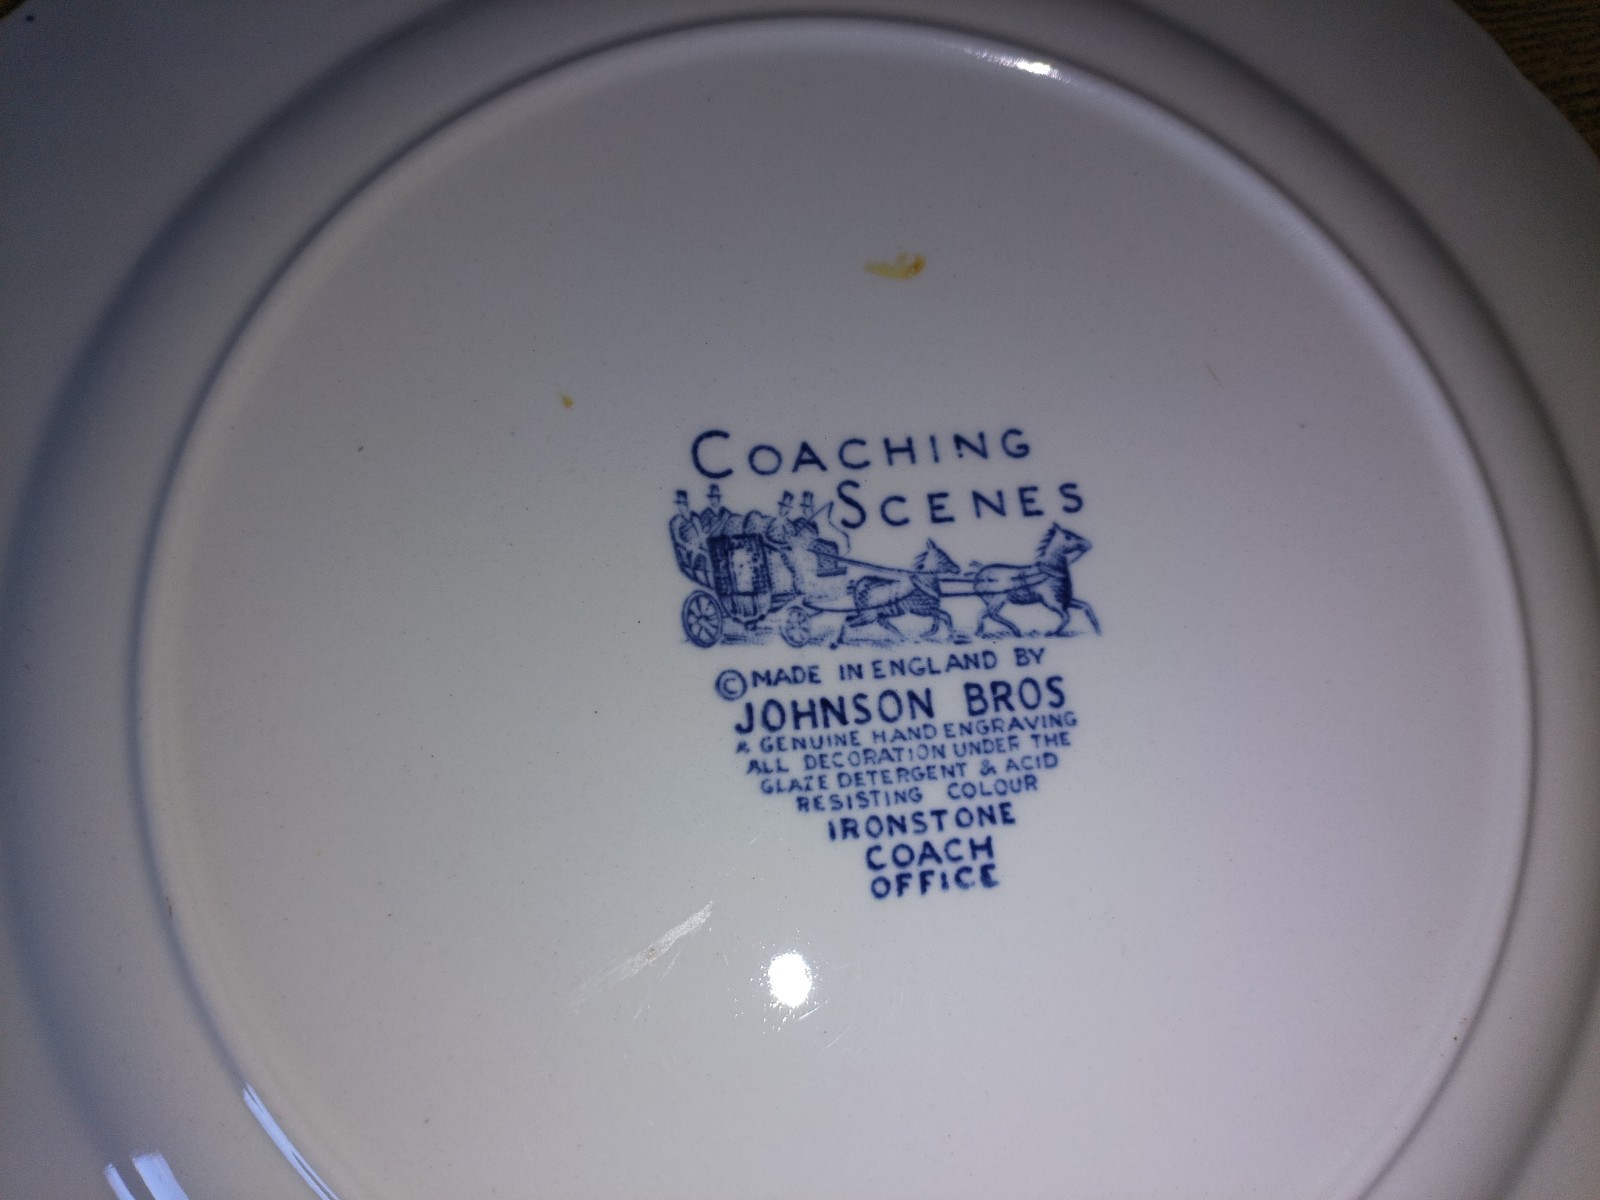 COACHING
SCENES
© MADE IN ENGLAND BY
JOHNSON BROS
A GENUINE HAND ENGRAVING
ALL DECORATION UNDER THE
GLAZE DETERGENT & ACID
RESISTING COLOUR
IRONSTONE
COACH
OFFICE